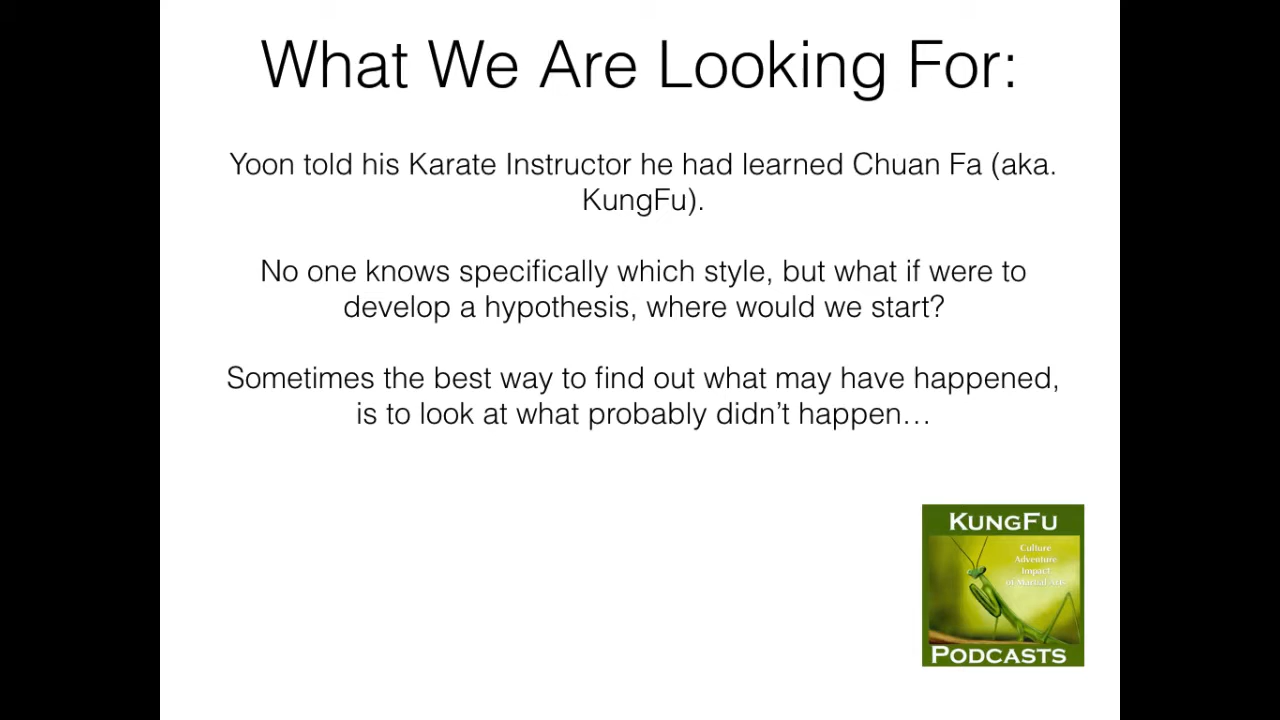 What We Are Looking For:
Yoon told his Karate Instructor he had learned Chuan Fa (aka.
KungFu).
No one knows specifically which style, but what if were to
develop a hypothesis, where would we start?
Sometimes the best way to find out what may have happened,
is to look at what probably didn't happen…
KUNGFU
Culture
Adventure
Impact
of Martial Arts
PODCASTS